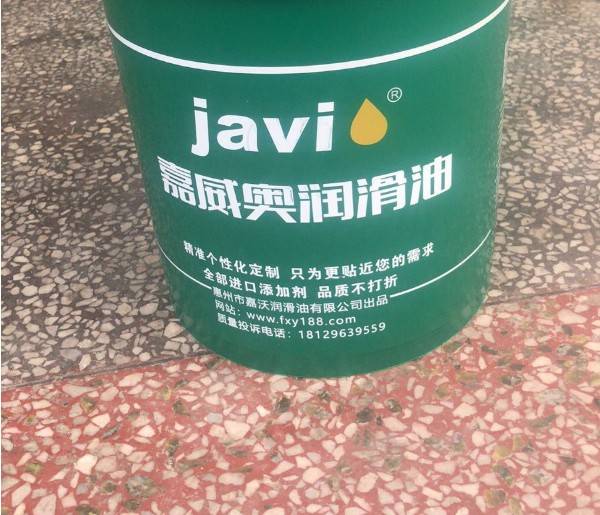 javi ®
嘉威奥润滑油
精准个性化定制 只为更贴近您的需求
全部进口添加剂 品质不打折
惠州市嘉沃润滑油有限公司出品
网站：www.fxy188.com
质量投诉电话：18129639559